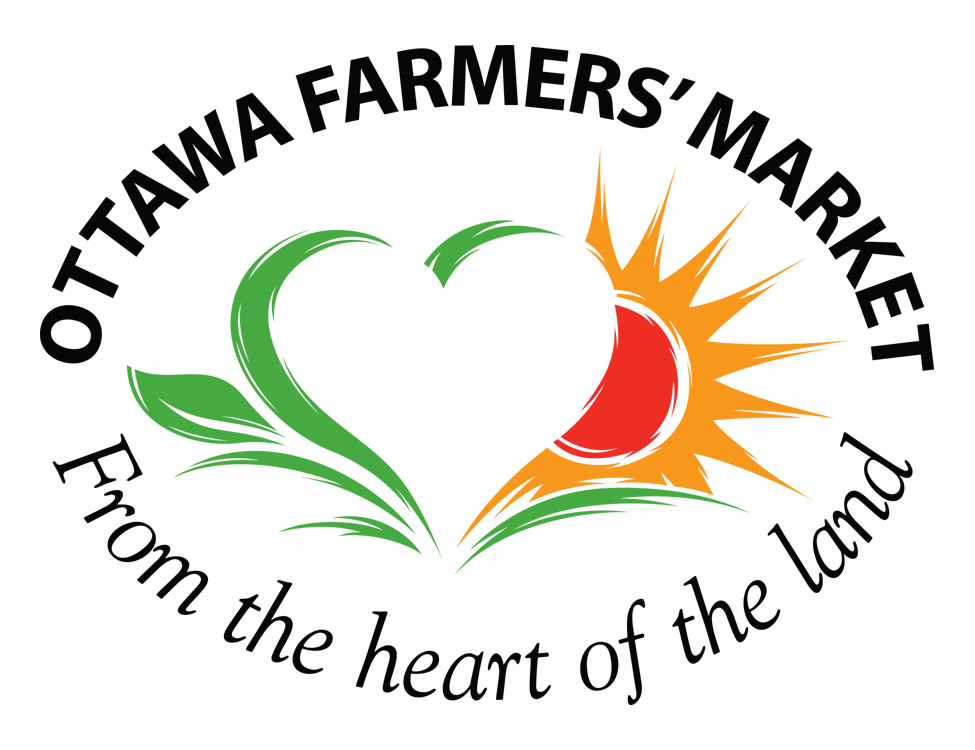 OTTAWA FARMERS’ MARKET
From the heart of the land